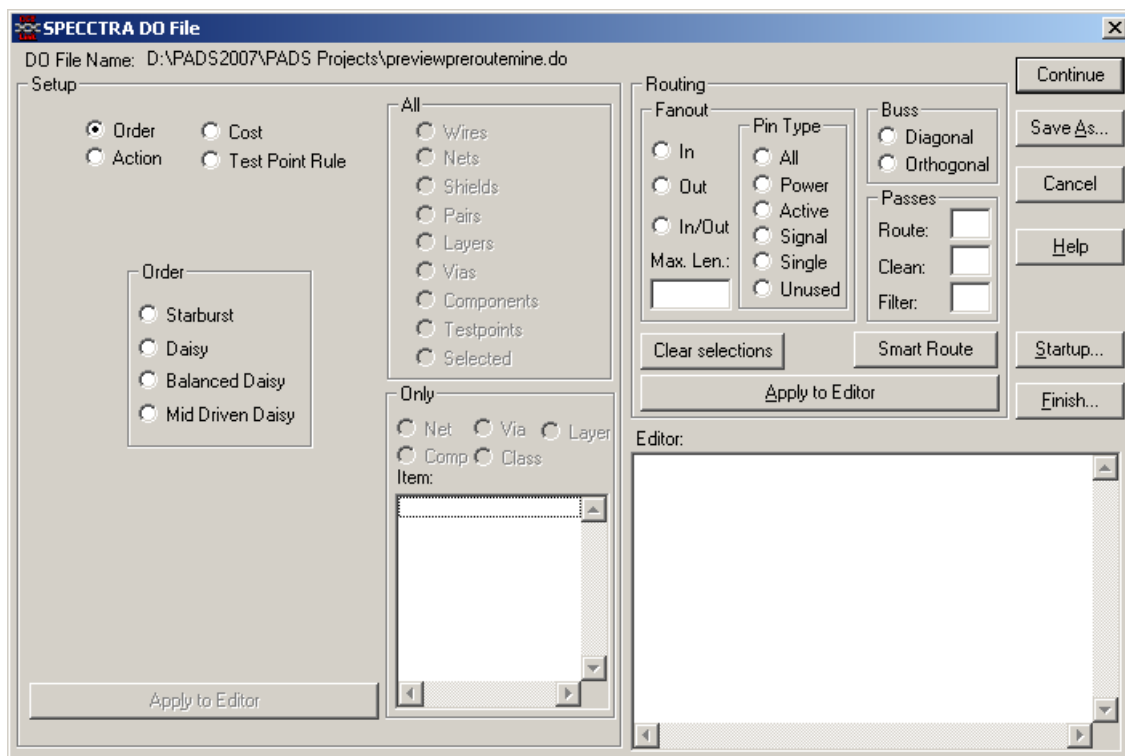 SPECCTRA DO File
DO File Name: D:\PADS2007\PADS Projects\previewpreroutemine.do
Setup
Order
Cost
Action
Test Point Rule
Order
Starburst
Daisy
Balanced Daisy
Mid Driven Daisy
Apply to Editor
All
Wires
Nets
Shields
Pairs
Layers
Vias
Components
Testpoints
Selected
Only
Net Via Layer
Comp Class
Item:
Routing
Fanout
In
Out
In/Out
Max. Len.:
Pin Type
All
Power
Active
Signal
Single
Unused
Buss
Diagonal
Orthogonal
Passes
Route:
Clean:
Filter:
Clear selections
Smart Route
Apply to Editor
Editor:
Continue
Save As...
Cancel
Help
Startup...
Finish...